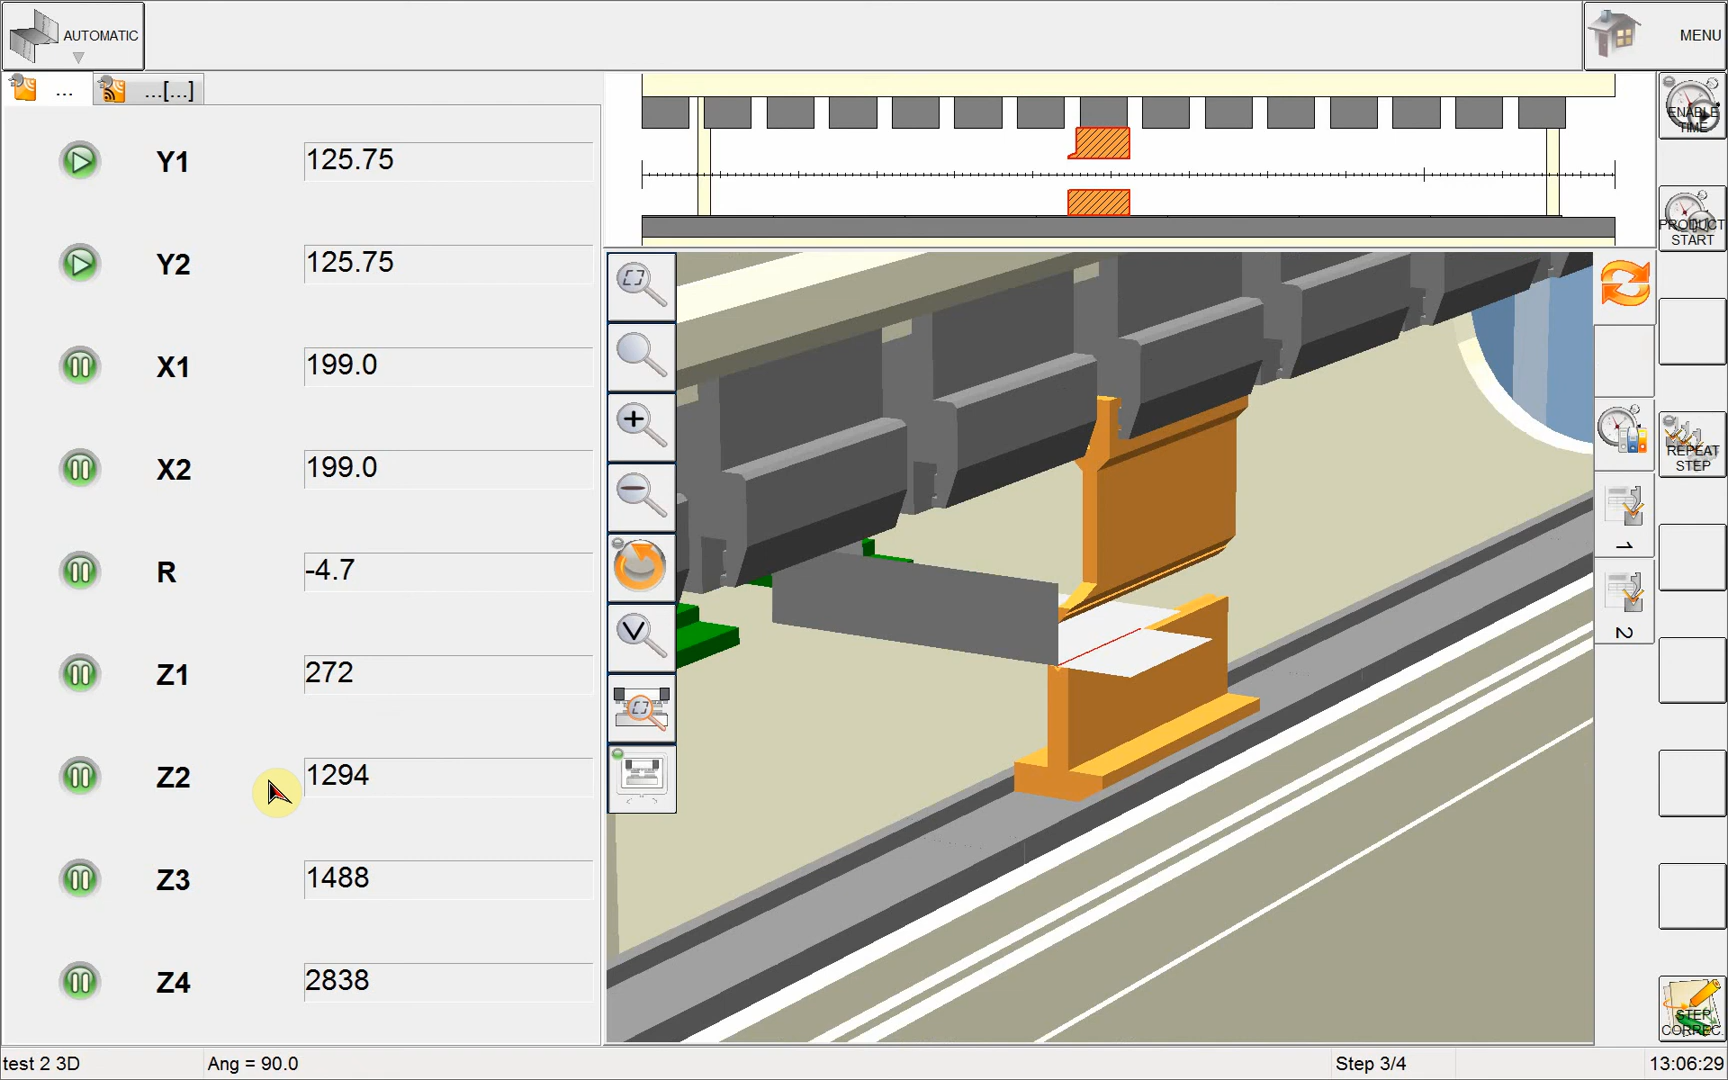 AUTOMATIC
MENU
...
...[...]
Y1
125.75
Y2
125.75
X1
199.0
X2
199.0
R
-4.7
Z1
272
Z2
1294
Z3
1488
Z4
2838
V
ENABLE
TIME
PRODUCT
START
REPEAT
STEP
1
2
STEP
CORREC.
test 2 3D
Ang = 90.0
Step 3/4
13:06:29